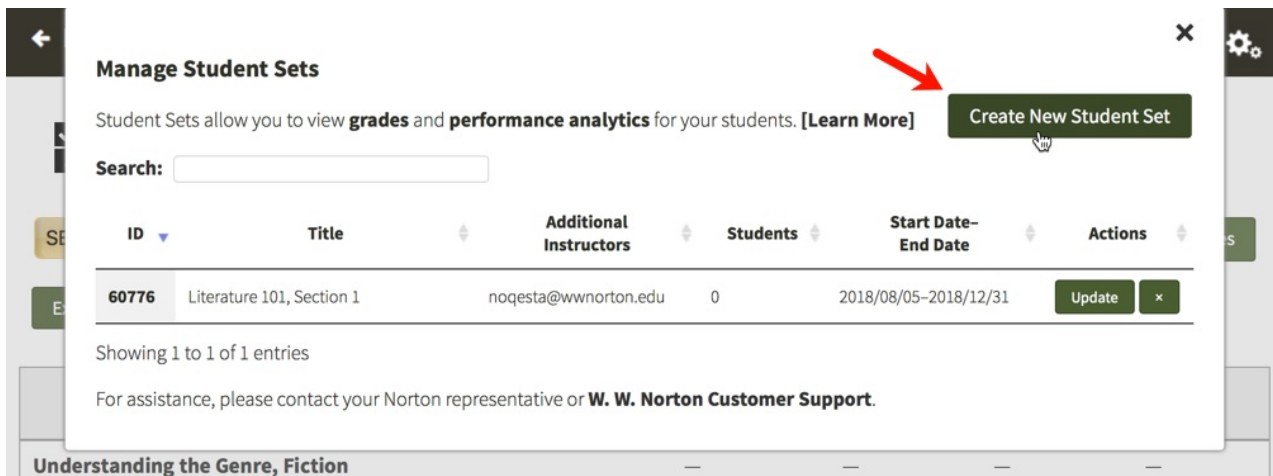 Manage Student Sets
Student Sets allow you to view grades and performance analytics for your students. [Learn More]
Create New Student Set
Search:
ID
Title
Additional
Instructors
Students
Start Date–
End Date
Actions
60776 Literature 101, Section 1 noqesta@wwnorton.edu 0 2018/08/05–2018/12/31 Update ×
Showing 1 to 1 of 1 entries
For assistance, please contact your Norton representative or W. W. Norton Customer Support.
Understanding the Genre, Fiction — — — —